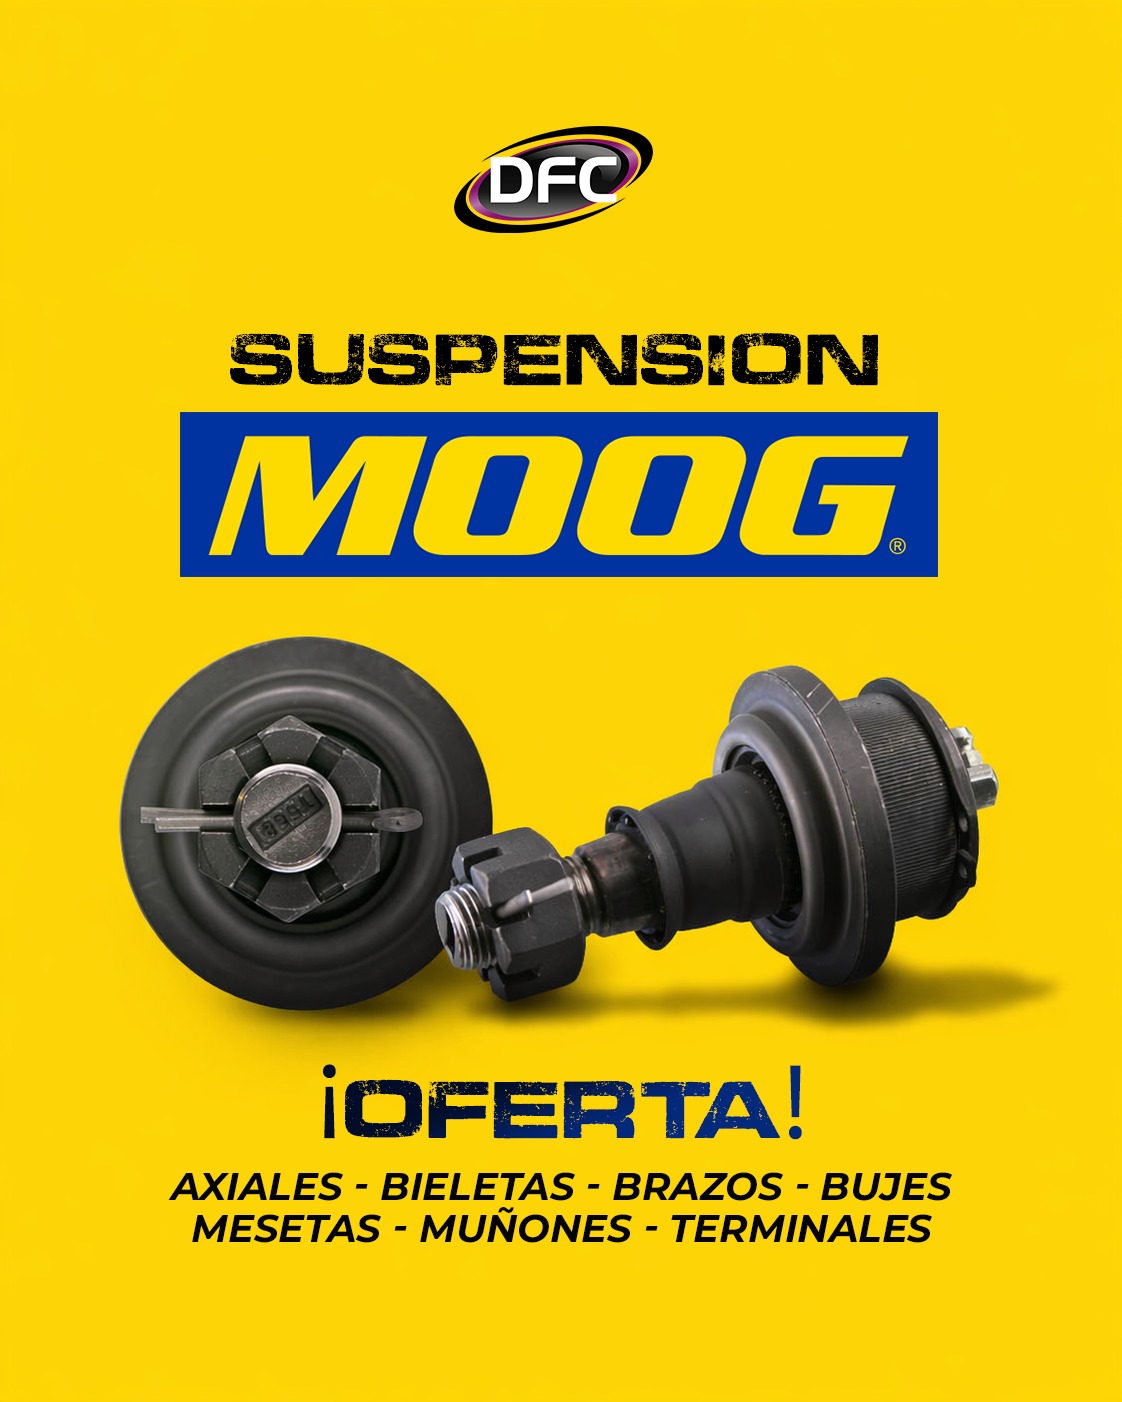 DFC
SUSPENSION
MOOG®
¡OFERTA!
AXIALES - BIELETAS - BRAZOS - BUJES
MESETAS - MUÑONES - TERMINALES